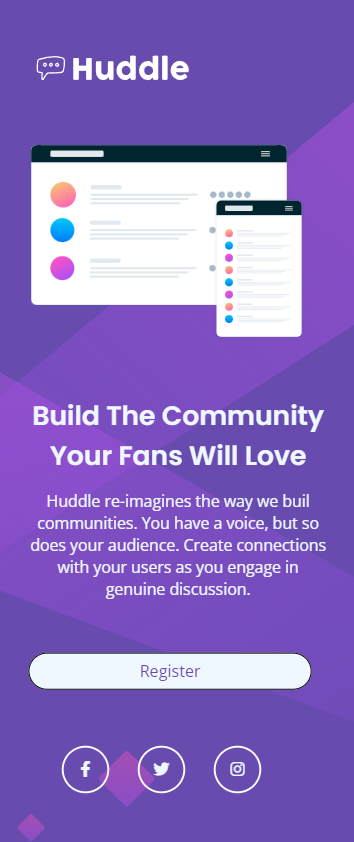 Huddle
Build The Community
Your Fans Will Love
Huddle re-imagines the way we buil
communities. You have a voice, but so
does your audience. Create connections
with your users as you engage in
genuine discussion.
Register